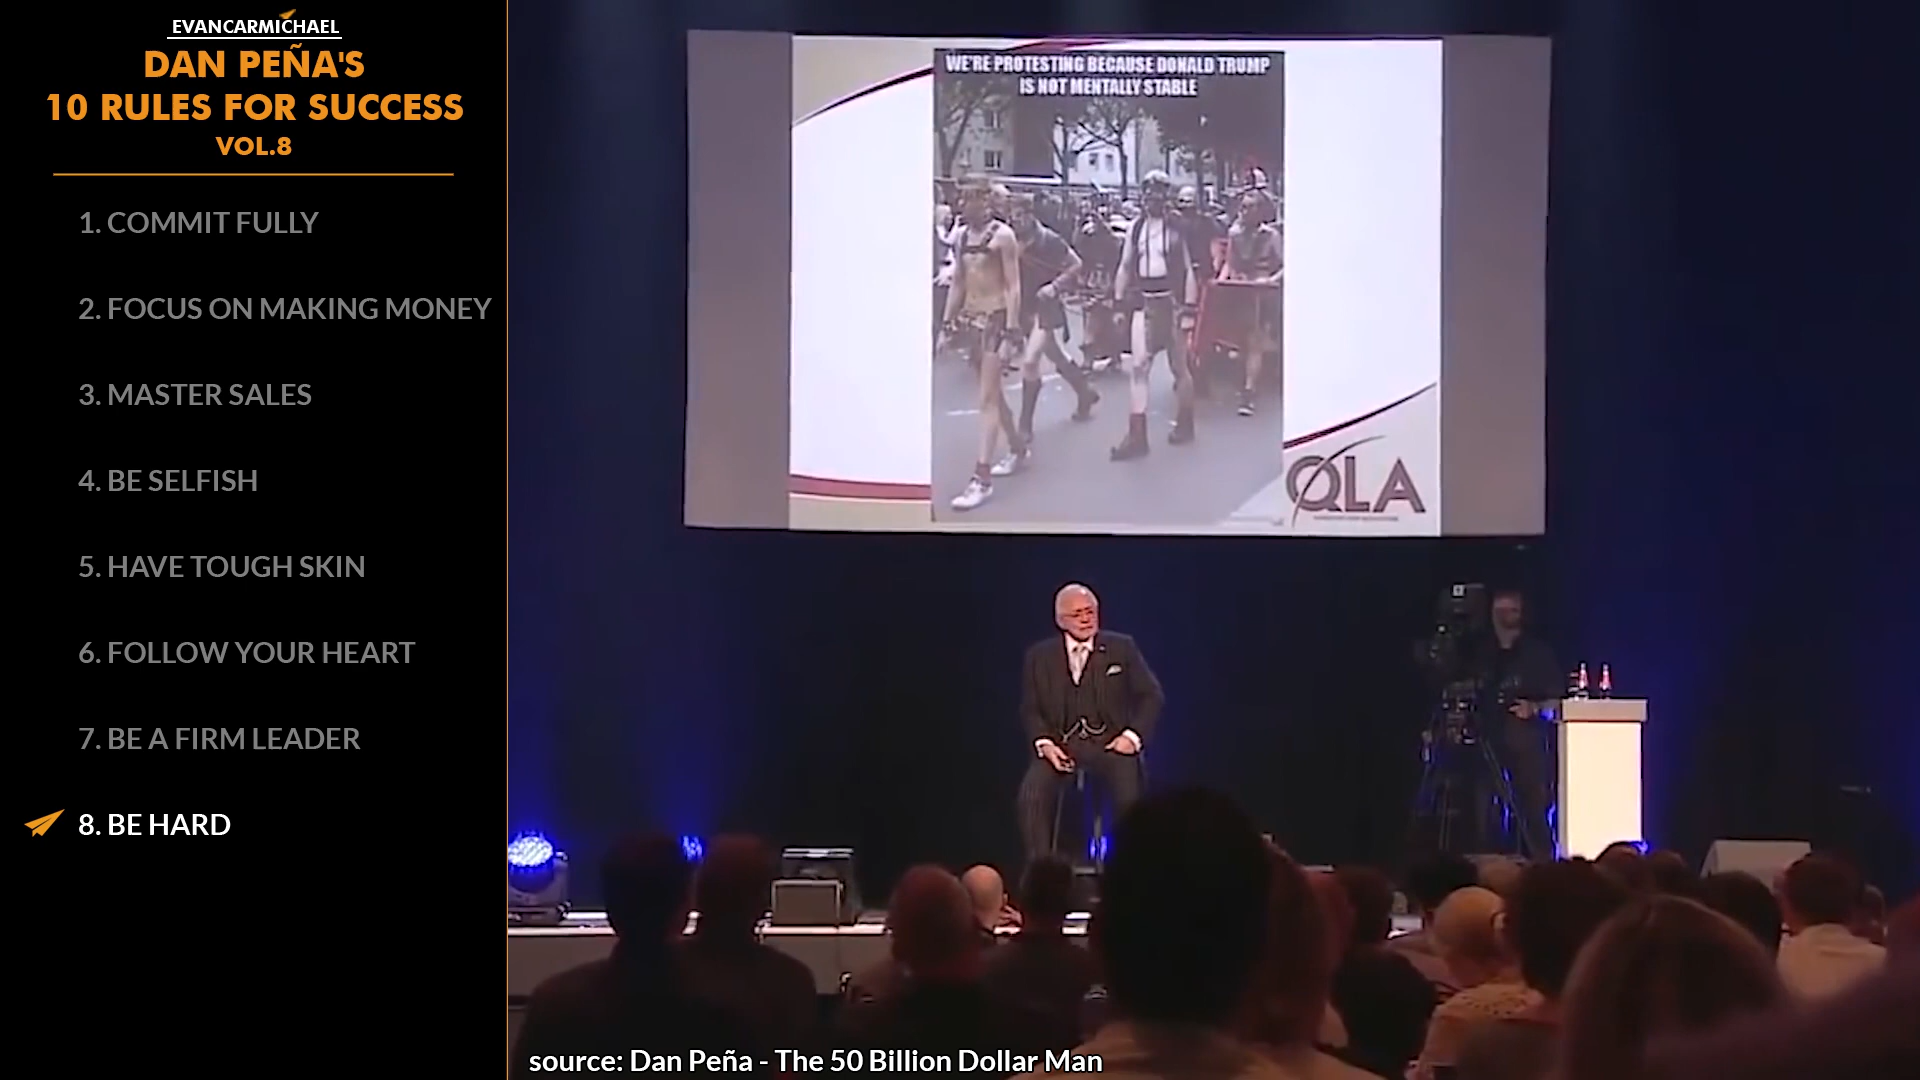 EVANCARMICHAEL
DAN PEÑA'S
10 RULES FOR SUCCESS
VOL.8
1. COMMIT FULLY
2. FOCUS ON MAKING MONEY
3. MASTER SALES
4. BE SELFISH
5. HAVE TOUGH SKIN
6. FOLLOW YOUR HEART
7. BE A FIRM LEADER
8. BE HARD
WE'RE PROTESTING BECAUSE DONALD TRUMP
IS NOT MENTALLY STABLE
QLA
source: Dan Peña - The 50 Billion Dollar Man